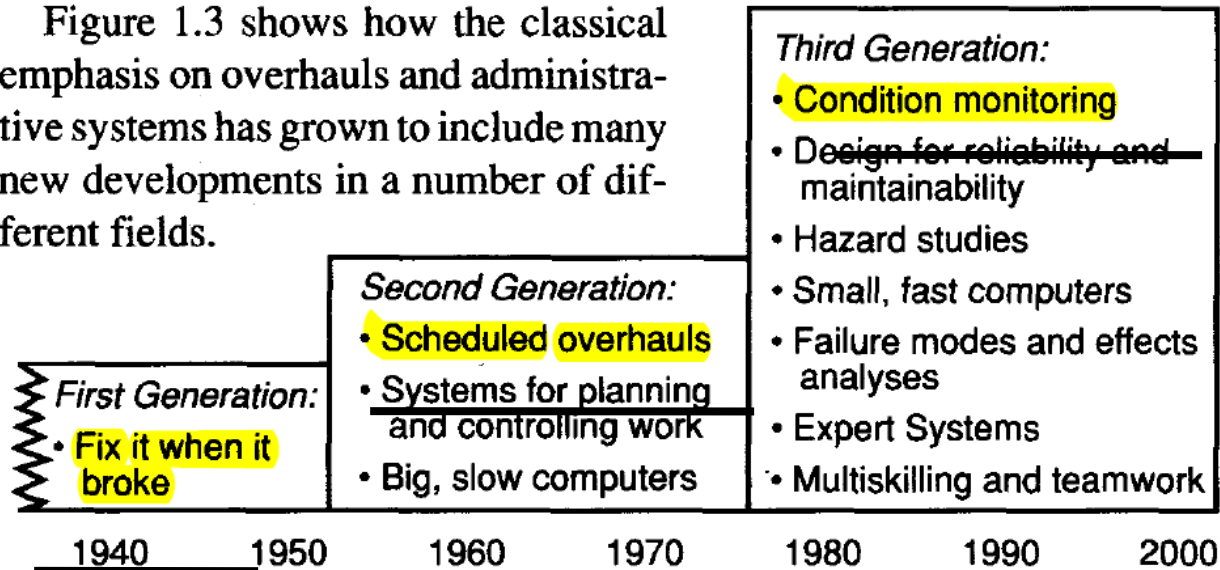 Figure 1.3 shows how the classical
emphasis on overhauls and administra-
tive systems has grown to include many
new developments in a number of dif-
ferent fields.
First Generation:
• Fix it when it
broke
Second Generation:
• Scheduled overhauls
• Systems for planning
and controlling work
• Big, slow computers
Third Generation:
• Condition monitoring
• Design for reliability and
maintainability
• Hazard studies
• Small, fast computers
• Failure modes and effects
analyses
• Expert Systems
• Multiskilling and teamwork
1940 1950 1960 1970 1980 1990 2000